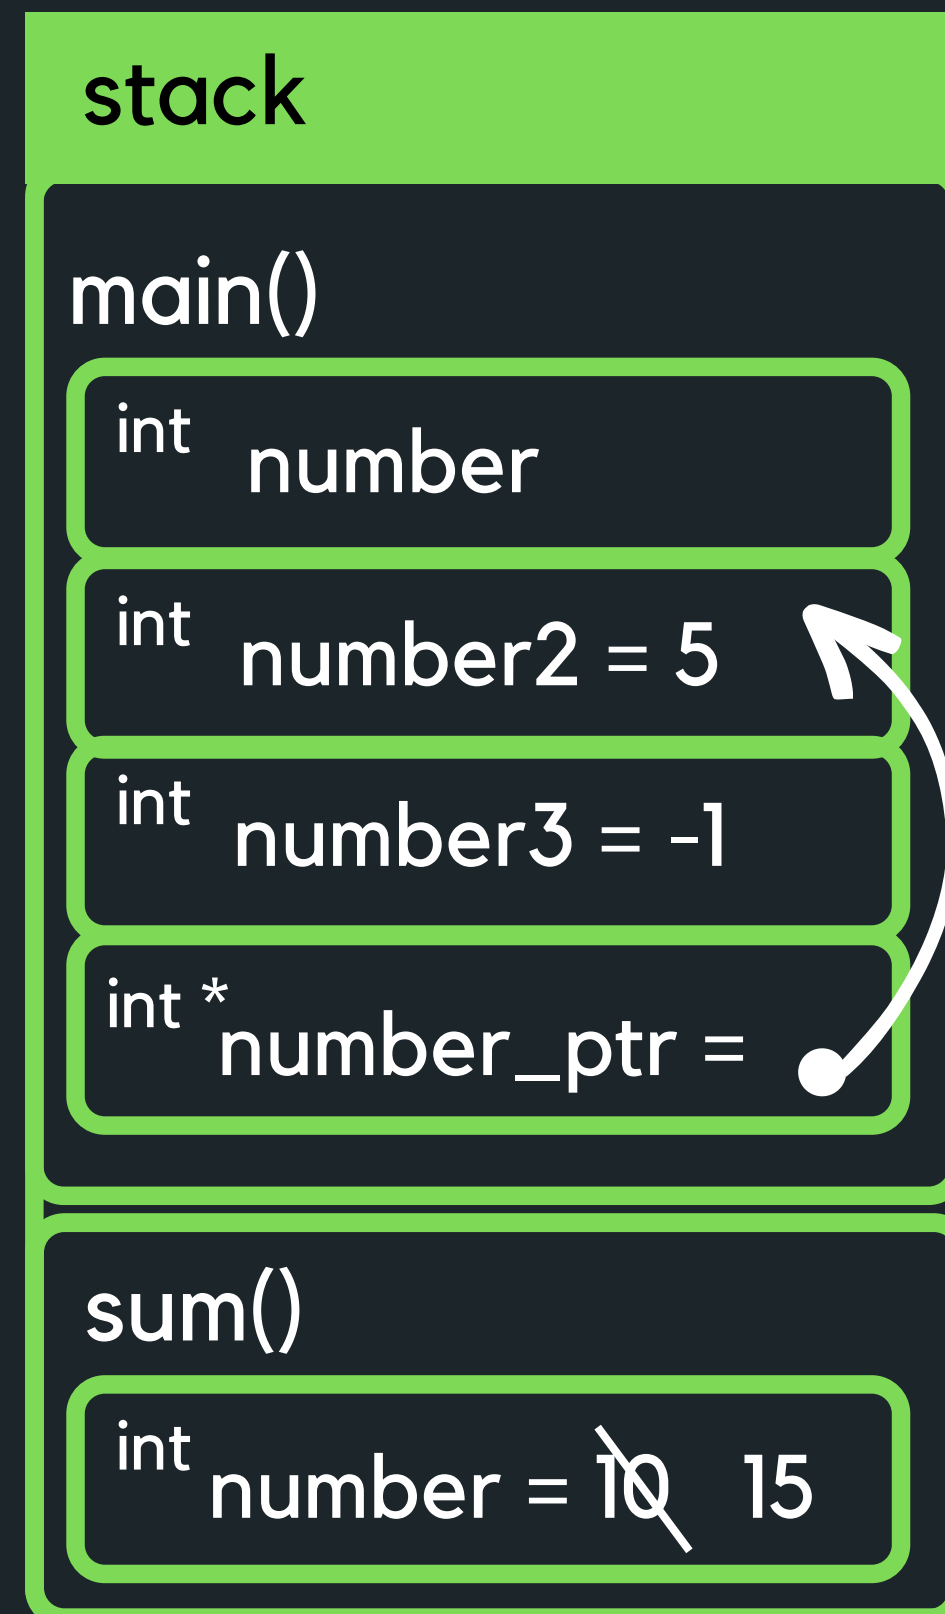 stack
main()
int number
int number2 = 5
int number3 = -1
int * number_ptr =
sum()
int number = 10 15